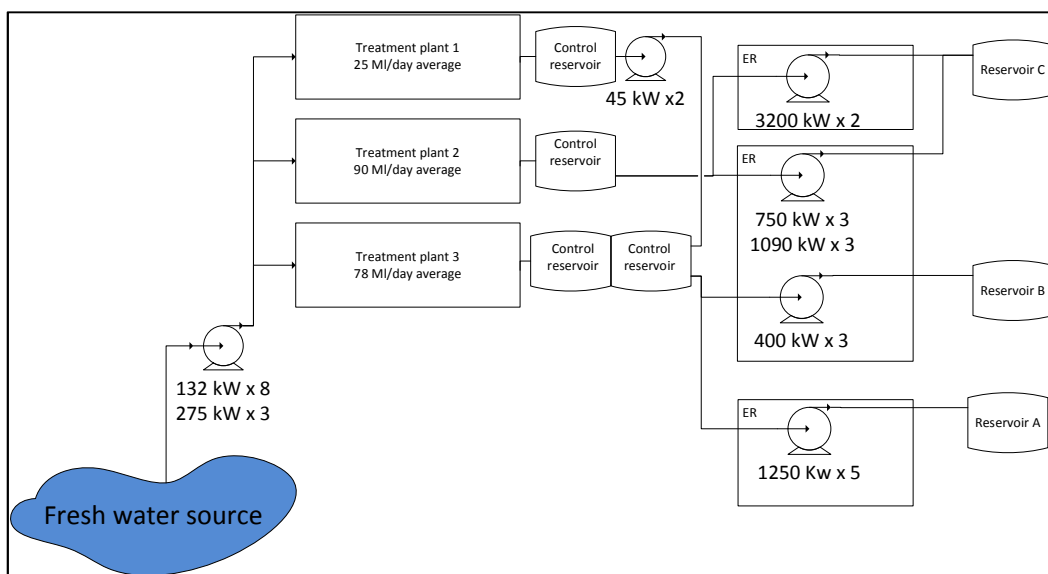 Treatment plant 1
25 Ml/day average
Control
reservoir
45 kW x2
ER
3200 kW x 2
Reservoir C
Treatment plant 2
90 Ml/day average
Control
reservoir
ER
750 kW x 3
1090 kW x 3
Treatment plant 3
78 Ml/day average
Control
reservoir
Control
reservoir
400 kW x 3
Reservoir B
132 kW x 8
275 kW x 3
ER
1250 Kw x 5
Reservoir A
Fresh water source